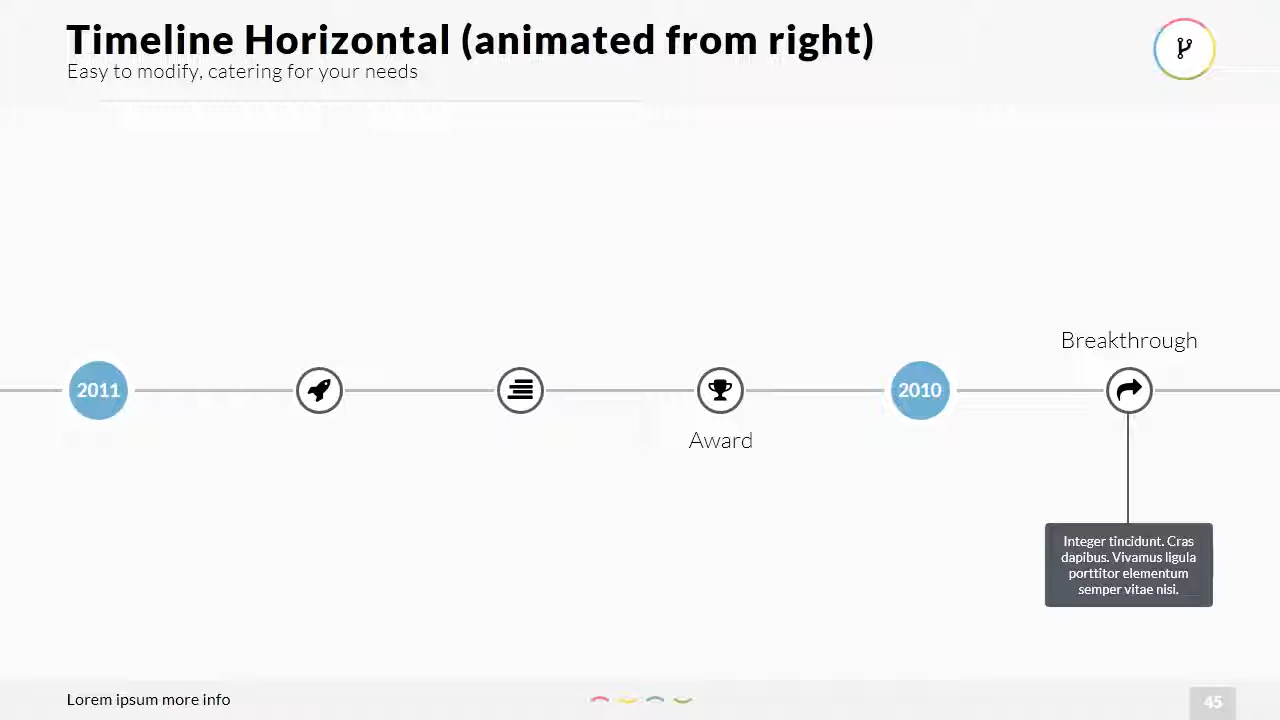 Timeline Horizontal (animated from right)
Easy to modify, catering for your needs
Breakthrough
2011
2010
Award
Integer tincidunt. Cras
dapibus. Vivamus ligula
porttitor elementum
semper vitae nisi.
Lorem ipsum more info
45